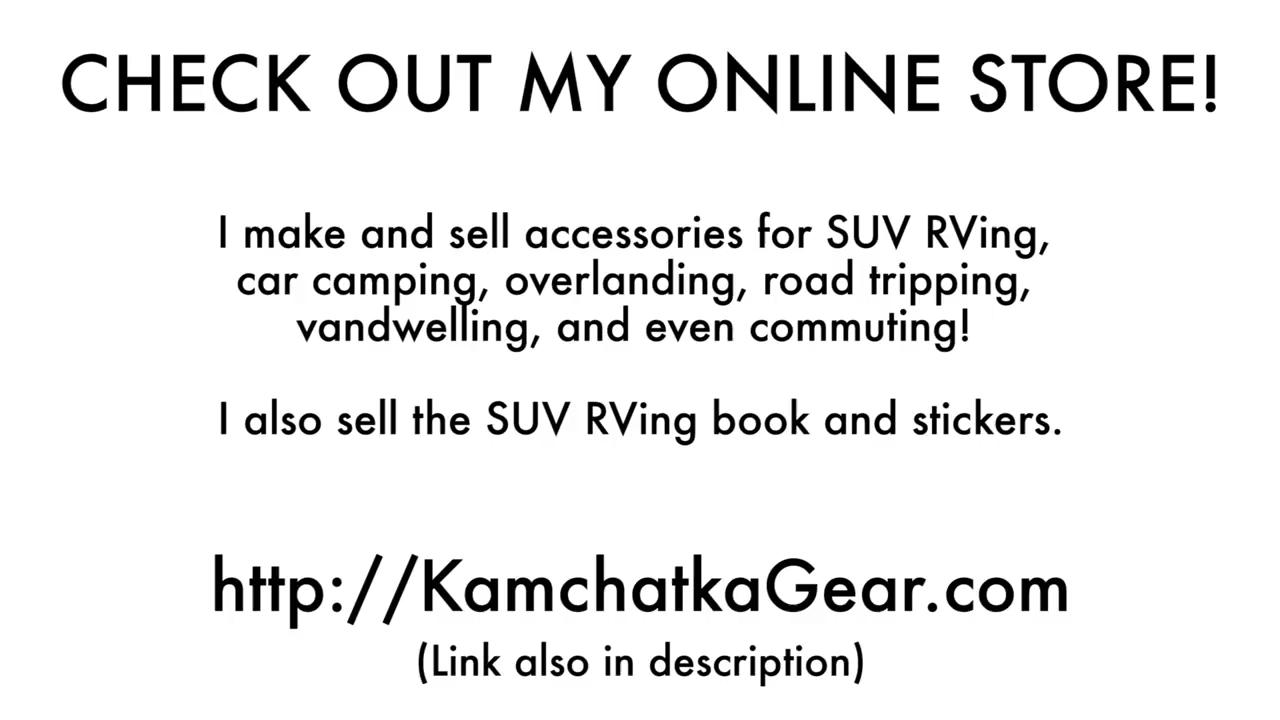 CHECK OUT MY ONLINE STORE!
I make and sell accessories for SUV RVing,
car camping, overlanding, road tripping,
vandwelling, and even commuting!
I also sell the SUV RVing book and stickers.
http://KamchatkaGear.com
(Link also in description)